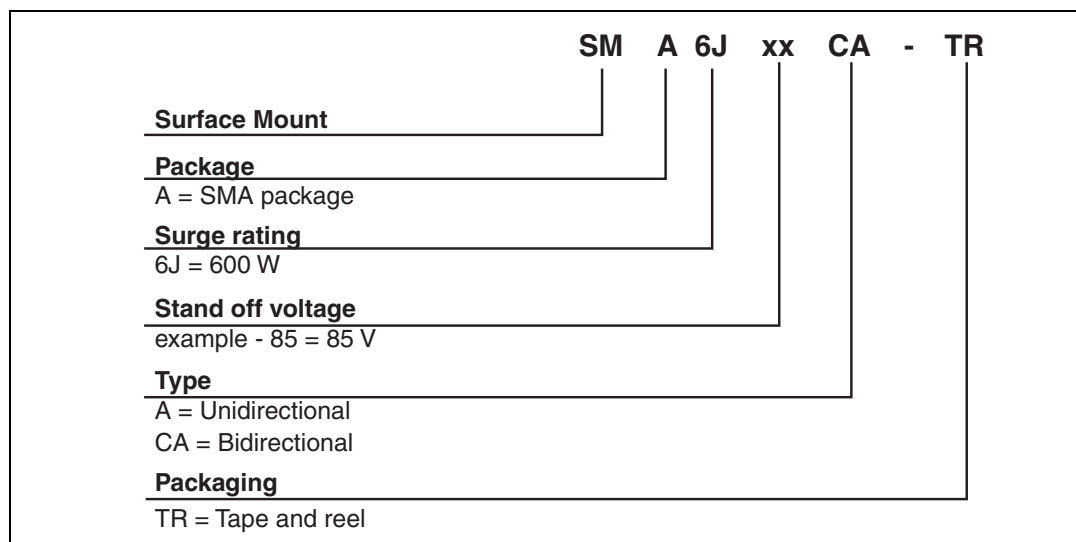 SM A 6J xx CA - TR
Surface Mount
Package
A = SMA package
Surge rating
6J = 600 W
Stand off voltage
example - 85 = 85 V
Type
A = Unidirectional
CA = Bidirectional
Packaging
TR = Tape and reel